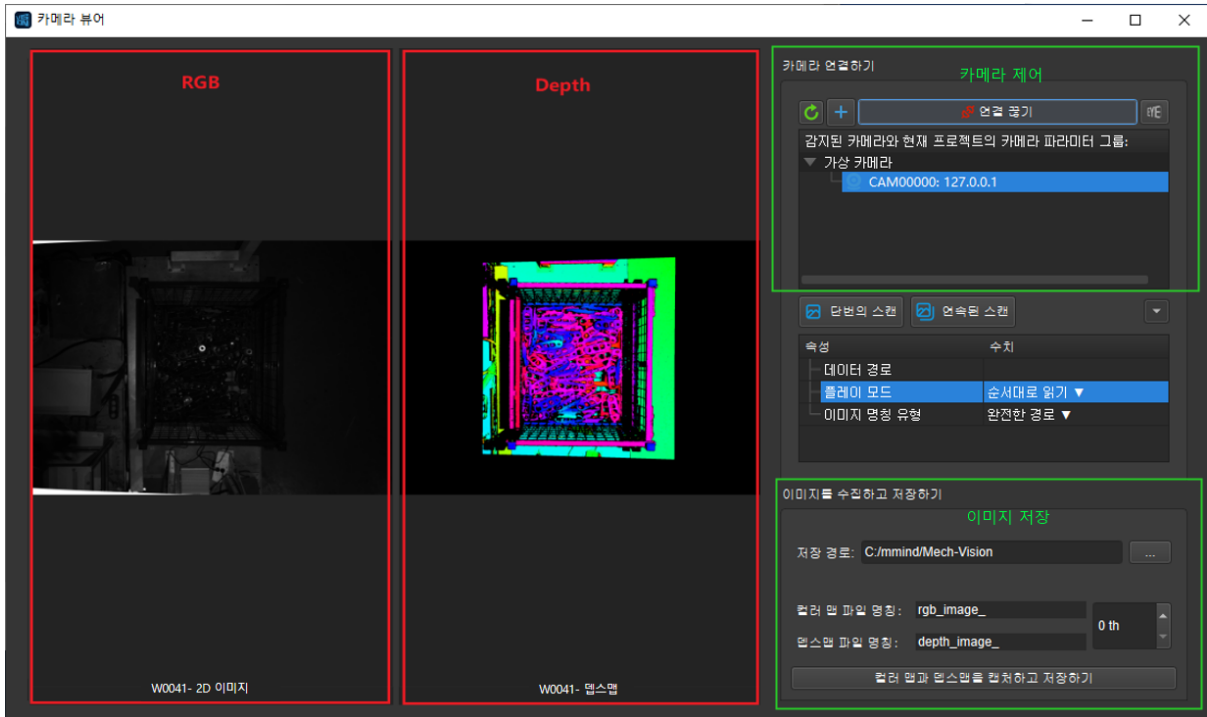 카메라 뷰어
RGB
W0041- 2D 이미지
Depth
W0041- 뎁스맵
카메라 연결하기
카메라 제어
연결 끊기
EYE
감지된 카메라와 현재 프로젝트의 카메라 파라미터 그룹:
가상 카메라
CAM00000: 127.0.0.1
단번의 스캔 연속된 스캔
속성 수치
데이터 경로
플레이 모드 순서대로 읽기 ▼
이미지 명칭 유형 완전한 경로 ▼
이미지를 수집하고 저장하기
이미지 저장
저장 경로: C:/mmind/Mech-Vision ...
컬러 맵 파일 명칭: rgb_image_
0 th
뎁스맵 파일 명칭: depth_image_
컬러 맵과 뎁스맵을 캡처하고 저장하기